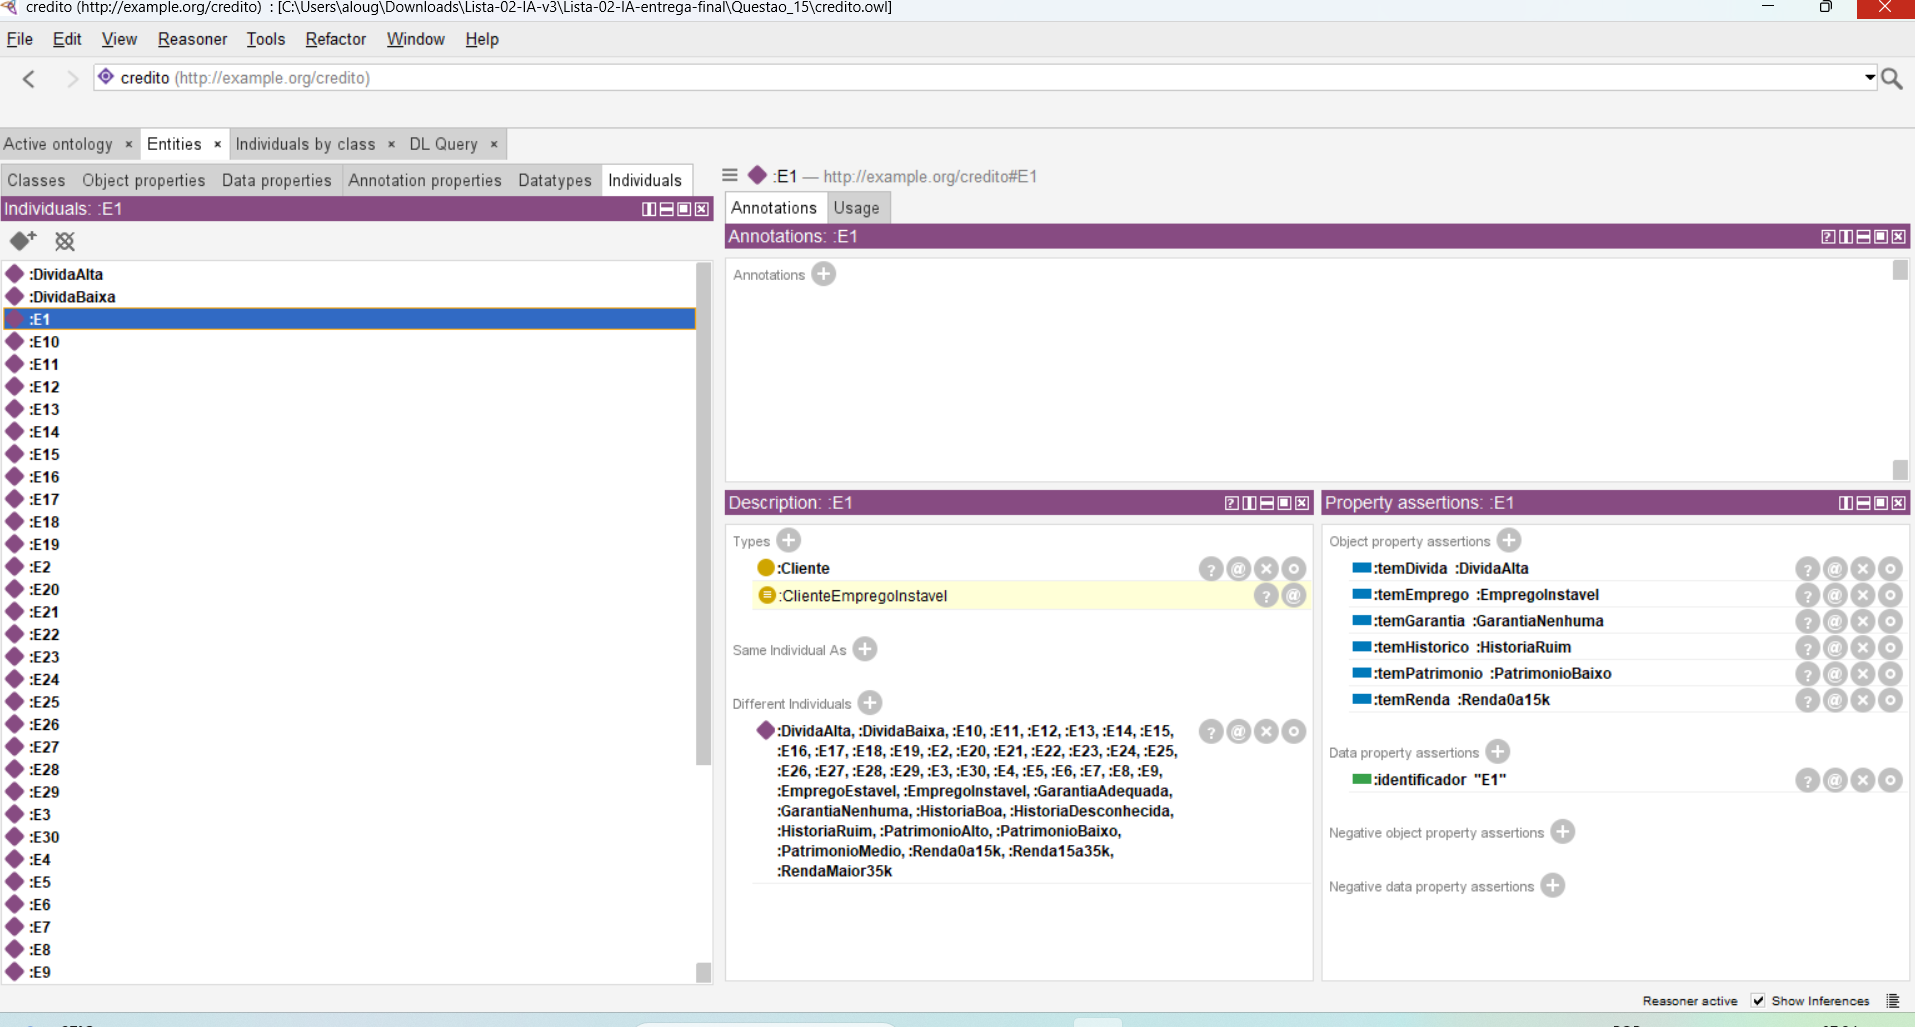 credito (http://example.org/credito) : [C:\Users\aloug\Downloads\Lista-02-IA-v3\Lista-02-IA-entrega-final\Questao_15\credito.owl]
File Edit View Reasoner Tools Refactor Window Help
credito (http://example.org/credito)
Active ontology × Entities × Individuals by class × DL Query ×
Classes Object properties Data properties Annotation properties Datatypes Individuals
Individuals: :E1
:DividaAlta
:DividaBaixa
:E1
:E10
:E11
:E12
:E13
:E14
:E15
:E16
:E17
:E18
:E19
:E2
:E20
:E21
:E22
:E23
:E24
:E25
:E26
:E27
:E28
:E29
:E3
:E30
:E4
:E5
:E6
:E7
:E8
:E9
:E1 — http://example.org/credito#E1
Annotations Usage
Annotations: :E1
Annotations
Description: :E1
Types
:Cliente
:ClienteEmpregoInstavel
Same Individual As
Different Individuals
:DividaAlta, :DividaBaixa, :E10, :E11, :E12, :E13, :E14, :E15,
:E16, :E17, :E18, :E19, :E2, :E20, :E21, :E22, :E23, :E24, :E25,
:E26, :E27, :E28, :E29, :E3, :E30, :E4, :E5, :E6, :E7, :E8, :E9,
:EmpregoEstavel, :EmpregoInstavel, :GarantiaAdequada,
:GarantiaNenhuma, :HistoriaBoa, :HistoriaDesconhecida,
:HistoriaRuim, :PatrimonioAlto, :PatrimonioBaixo,
:PatrimonioMedio, :Renda0a15k, :Renda15a35k,
:RendaMaior35k
Property assertions: :E1
Object property assertions
:temDivida :DividaAlta
:temEmprego :EmpregoInstavel
:temGarantia :GarantiaNenhuma
:temHistorico :HistoriaRuim
:temPatrimonio :PatrimonioBaixo
:temRenda :Renda0a15k
Data property assertions
:identificador "E1"
Negative object property assertions
Negative data property assertions
Reasoner active Show Inferences